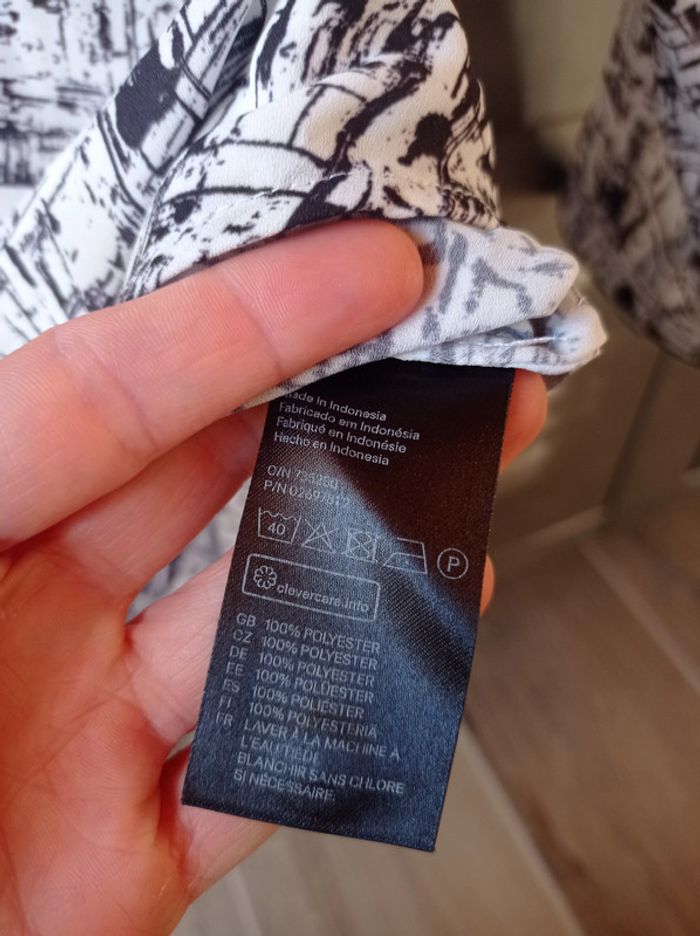 Made in Indonesia
Fabricado em Indonésia
Fabriqué en Indonésie
Hecho en Indonesia
C/N
P/N
40 P
clevercare.info
GB 100% POLYESTER
CZ 100% POLYESTER
DE 100% POLYESTER
EE 100% POLÜESTER
ES 100% POLIÉSTER
FI 100% POLYESTERIA
FR LAVER À LA MACHINE À
L'EAU TIÈDE
BLANCHIR SANS CHLORE
SI NÉCESSAIRE